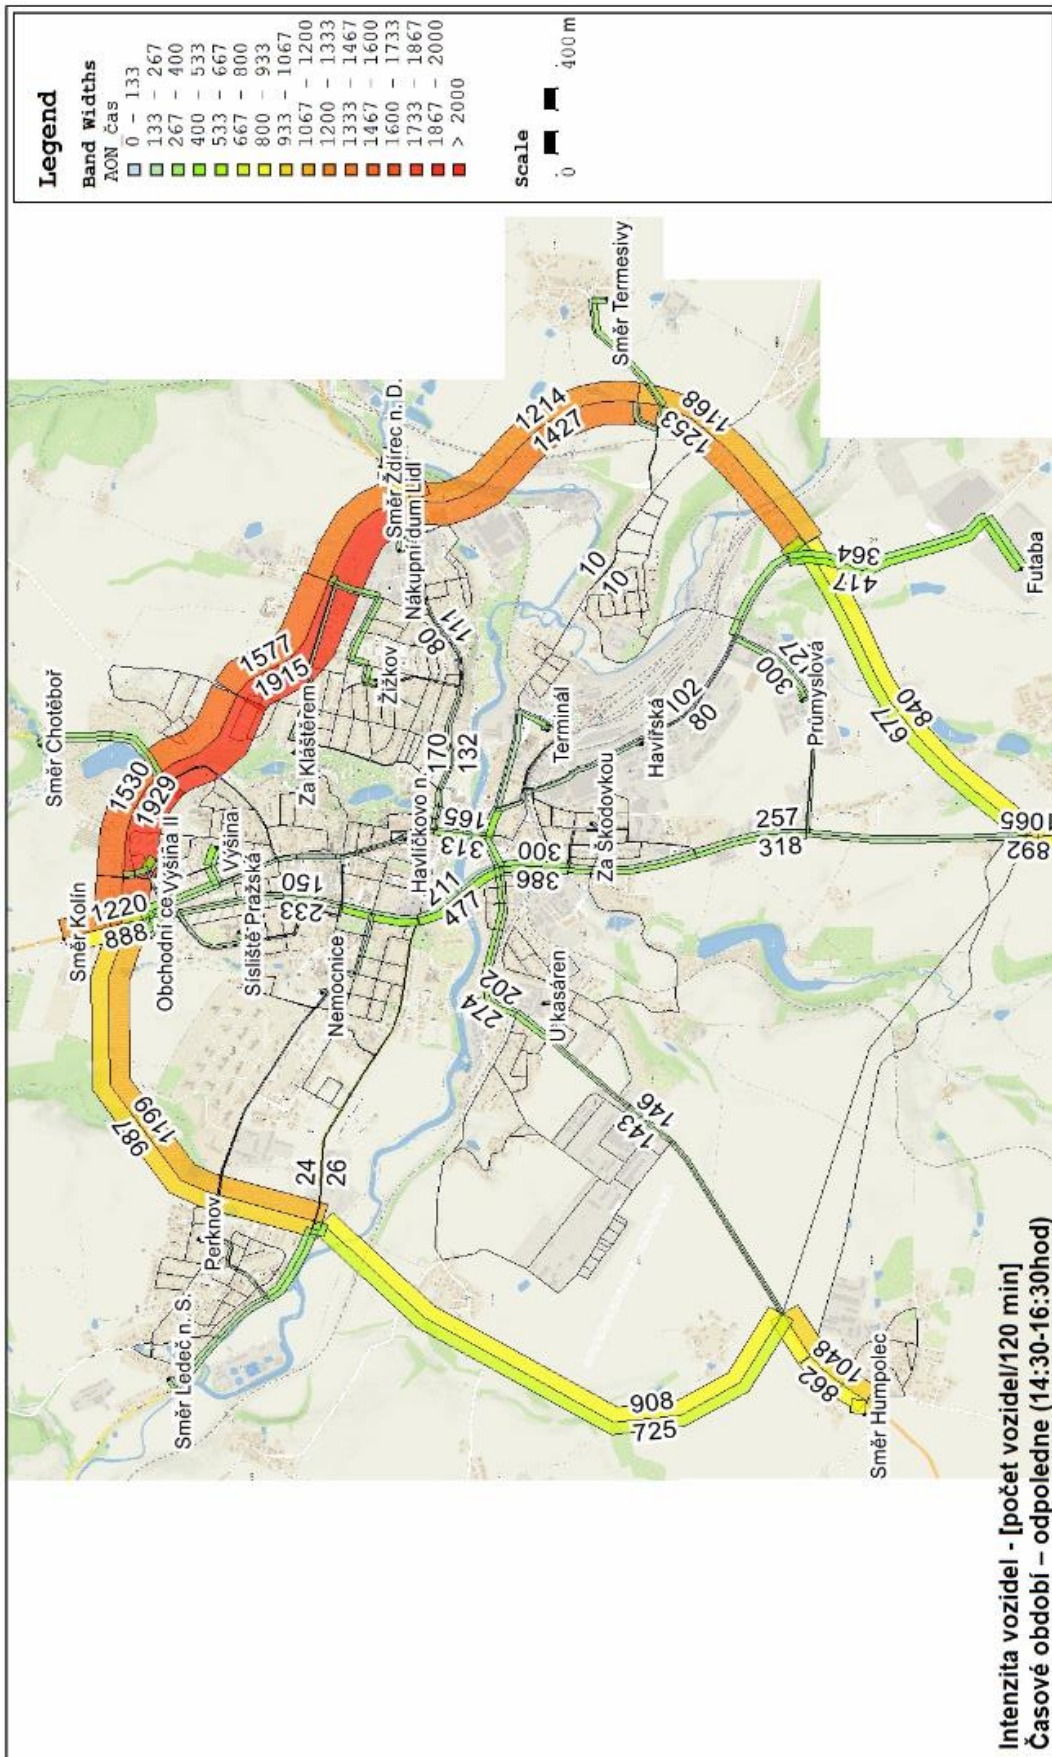 Legend
Band Widths
AON_čas
0 - 133
133 - 267
267 - 400
400 - 533
533 - 667
667 - 800
800 - 933
933 - 1067
1067 - 1200
1200 - 1333
1333 - 1467
1467 - 1600
1600 - 1733
1733 - 1867
1867 - 2000
> 2000
Scale
0 400m
Směr Chotěboř
Směr Kolín
1220
888
1530
1929
Obchodní ce
Výšina II
Výšina
1577
1915
Za Klášterem
Sísliště Pražská
150
233
Žižkov
Směr Ždírec n. D.
Nákupní dum Lidl
80
111
1214
1427
Směr Termesivy
1168
1253
987
1199
Perknov
Nemocnice
Havlíčkovo n.
170
132
24
26
211
477
313
165
Směr Ledeč n. S.
10
10
Terminál
202
274
U kasáren
386
300
Za Škodovkou
Havířská
102
80
300
127
Průmyslová
364
417
Futaba
143
146
257
318
677
840
908
725
862
1048
Směr Humpolec
892
1065
Intenzita vozidel - [počet vozidel/120 min]
Časové období – odpoledne (14:30-16:30hod)